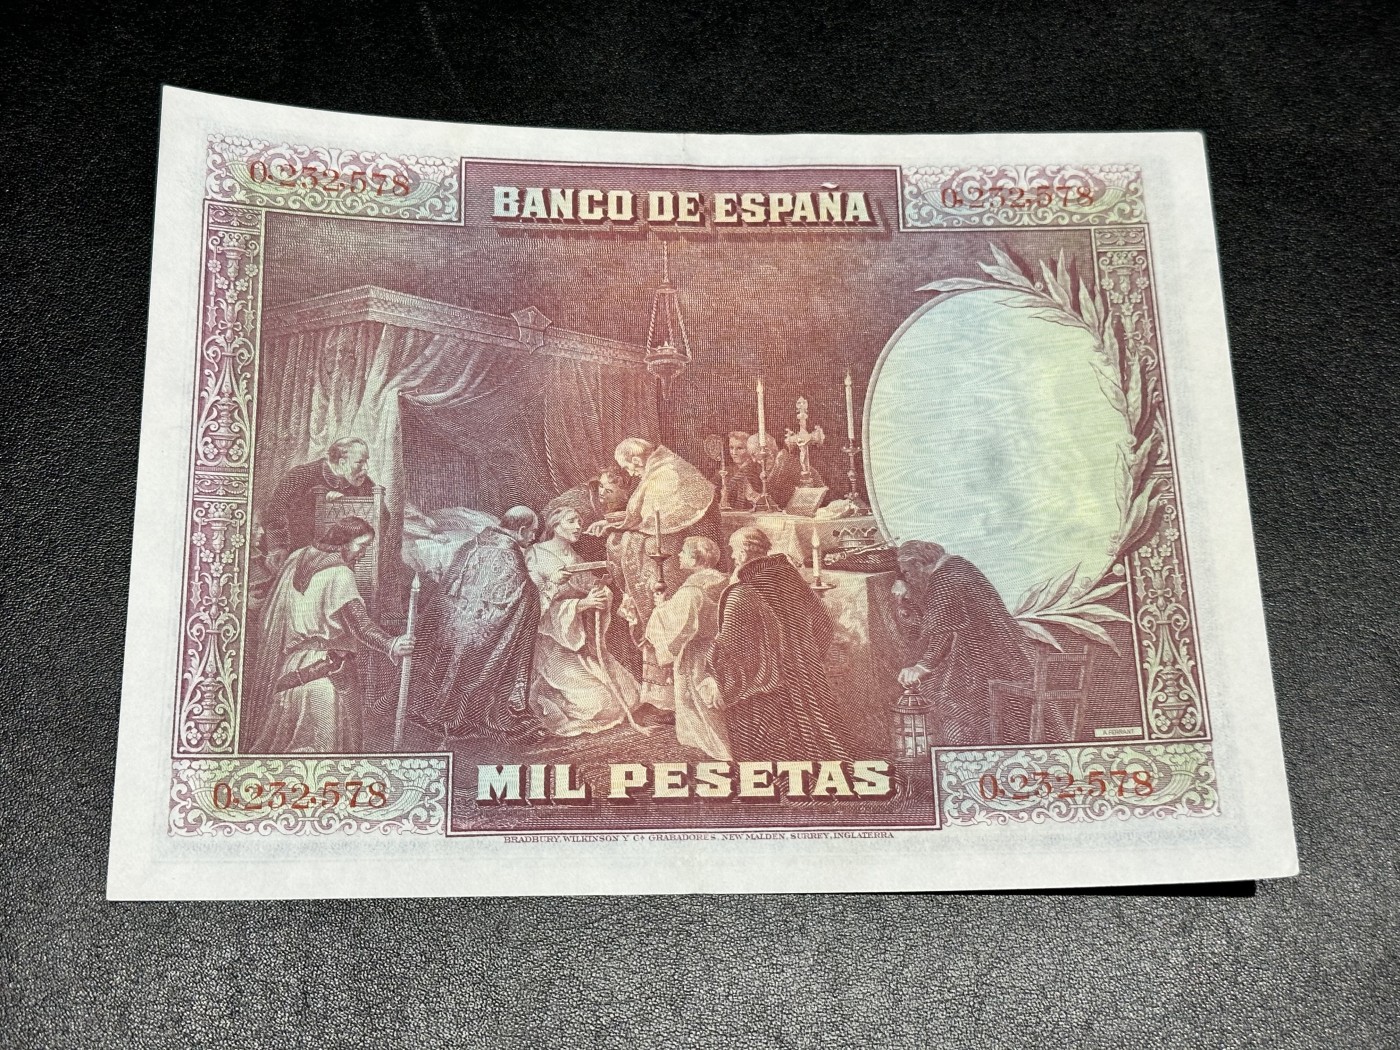 0,232,578
BANCO DE ESPAÑA
0,232,578
A. FERRANT
MIL PESETAS
0,232,578
0,232,578
BRADBURY, WILKINSON Y Cª GRABADORES. NEW MALDEN, SURREY, INGLATERRA